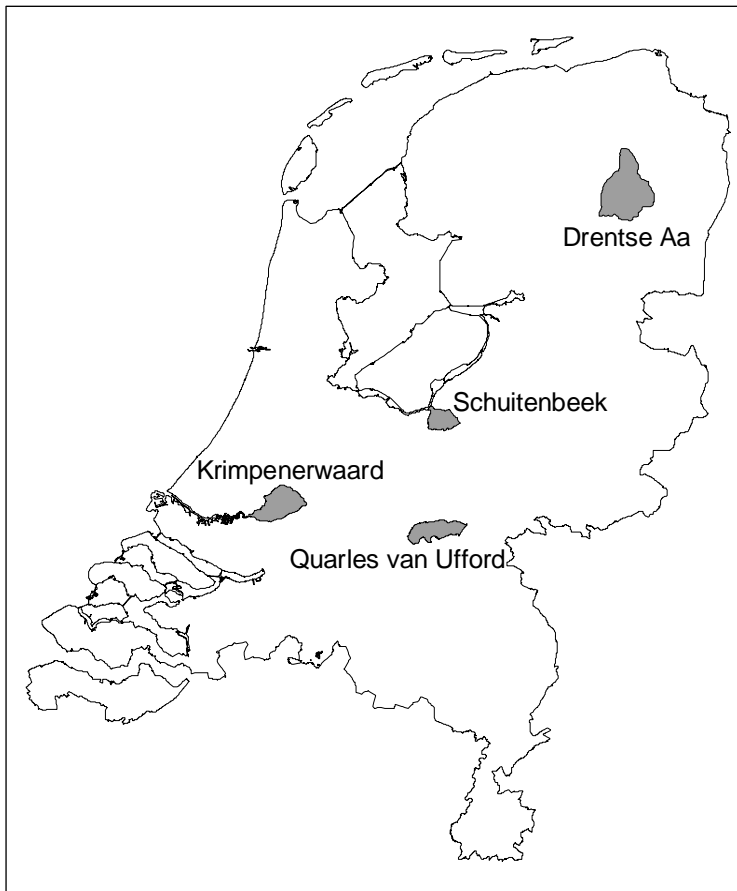 Drentse Aa
Schuitenbeek
Krimpenerwaard
Quarles van Ufford